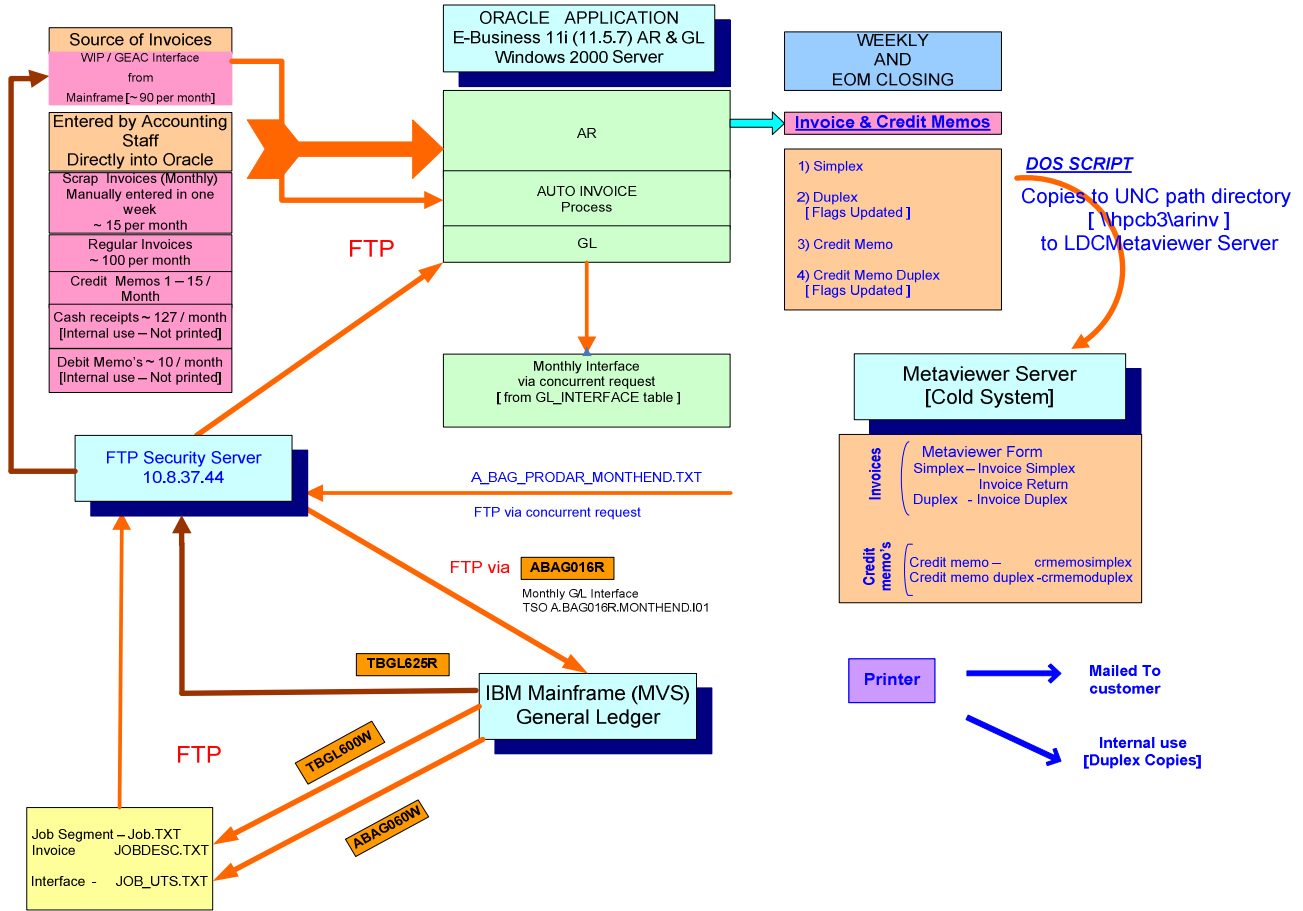 ORACLE APPLICATION
E-Business 11i (11.5.7) AR & GL
Windows 2000 Server
Source of Invoices
WIP / GEAC Interface
from
Mainframe [~ 90 per month]
Entered by Accounting
Staff
Directly into Oracle
Scrap Invoices (Monthly)
Manually entered in one
week
~ 15 per month
Regular Invoices
~ 100 per month
Credit Memos 1 – 15 /
Month
Cash receipts ~ 127 / month
[Internal use – Not printed]
Debit Memo's ~ 10 / month
[Internal use – Not printed]
AR
AUTO INVOICE
Process
GL
FTP
Monthly Interface
via concurrent request
[ from GL_INTERFACE table ]
WEEKLY
AND
EOM CLOSING
Invoice & Credit Memos
1) Simplex
2) Duplex
[ Flags Updated ]
3) Credit Memo
4) Credit Memo Duplex
[ Flags Updated ]
DOS SCRIPT
Copies to UNC path directory
[ \\hpcb3\arinv ]
to LDCMetaviewer Server
Metaviewer Server
[Cold System]
Invoices
Metaviewer Form
Simplex – Invoice Simplex
Invoice Return
Duplex - Invoice Duplex
Credit
memo's
Credit memo – crmemosimplex
Credit memo duplex -crmemoduplex
FTP Security Server
10.8.37.44
A_BAG_PRODAR_MONTHEND.TXT
FTP via concurrent request
FTP via
ABAG016R
Monthly G/L Interface
TSO A.BAG016R.MONTHEND.I01
TBGL625R
IBM Mainframe (MVS)
General Ledger
FTP
TBGL600W
ABAG060W
Job Segment – Job.TXT
Invoice JOBDESC.TXT
Interface - JOB_UTS.TXT
Printer
Mailed To
customer
Internal use
[Duplex Copies]